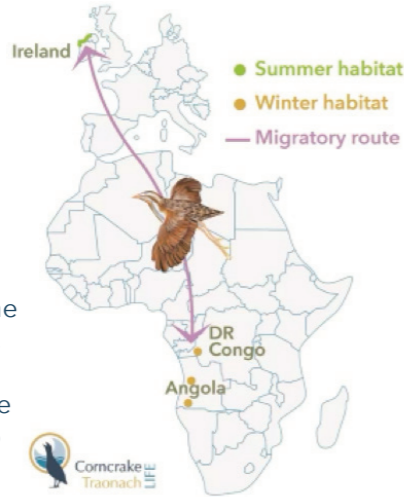 Ireland
Summer habitat
Winter habitat
Migratory route
DR
Congo
Angola
Corncrake
Traonach
LIFE